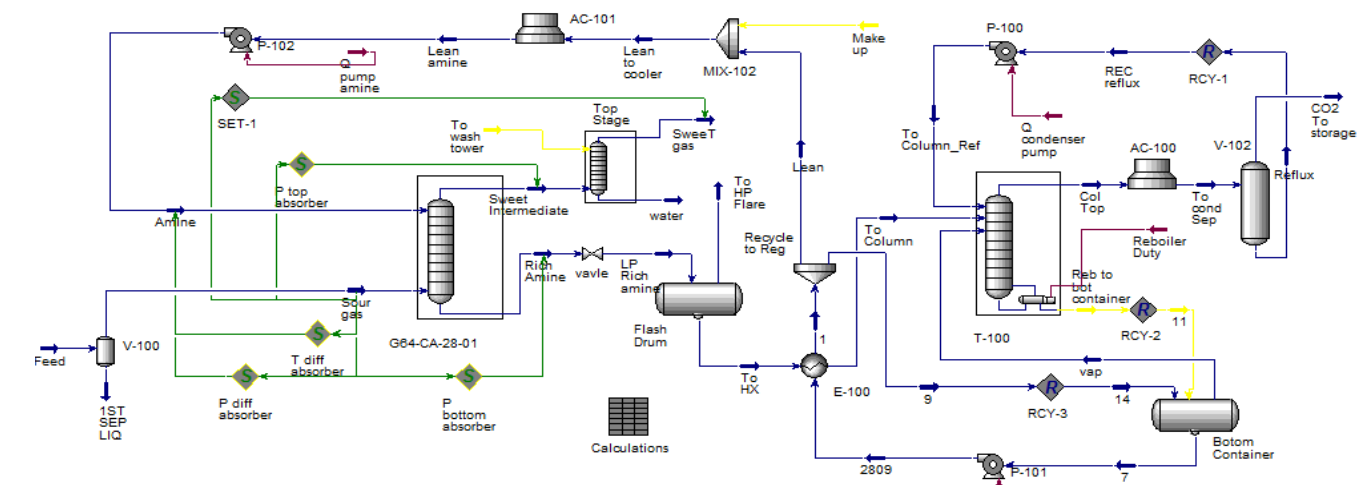 AC-101
P-102
Lean
amine
Q
pump
amine
Lean
to
cooler
MIX-102
Make
up
P-100
REC
reflux
RCY-1
CO2
To
storage
SET-1
S
To
wash
tower
Top
Stage
SweeT
gas
Lean
To
Column_Ref
Q
condenser
pump
AC-100
V-102
Reflux
R
S
P top
absorber
Amine
Sweet
Intermediate
water
To
HP
Flare
Recycle
to Reg
To
Column
Col
Top
To
cond
Sep
Reboiler
Duty
Reb to
bot
container
Rich
Amine
vavle
LP
Rich
amine
Sour
gas
Feed
V-100
1ST
SEP
LIQ
S
T diff
absorber
S
P diff
absorber
G64-CA-28-01
S
P
bottom
absorber
Flash
Drum
To
HX
E-100
1
T-100
R
RCY-2
11
vap
9
R
RCY-3
14
Botom
Container
Calculations
2809
P-101
7